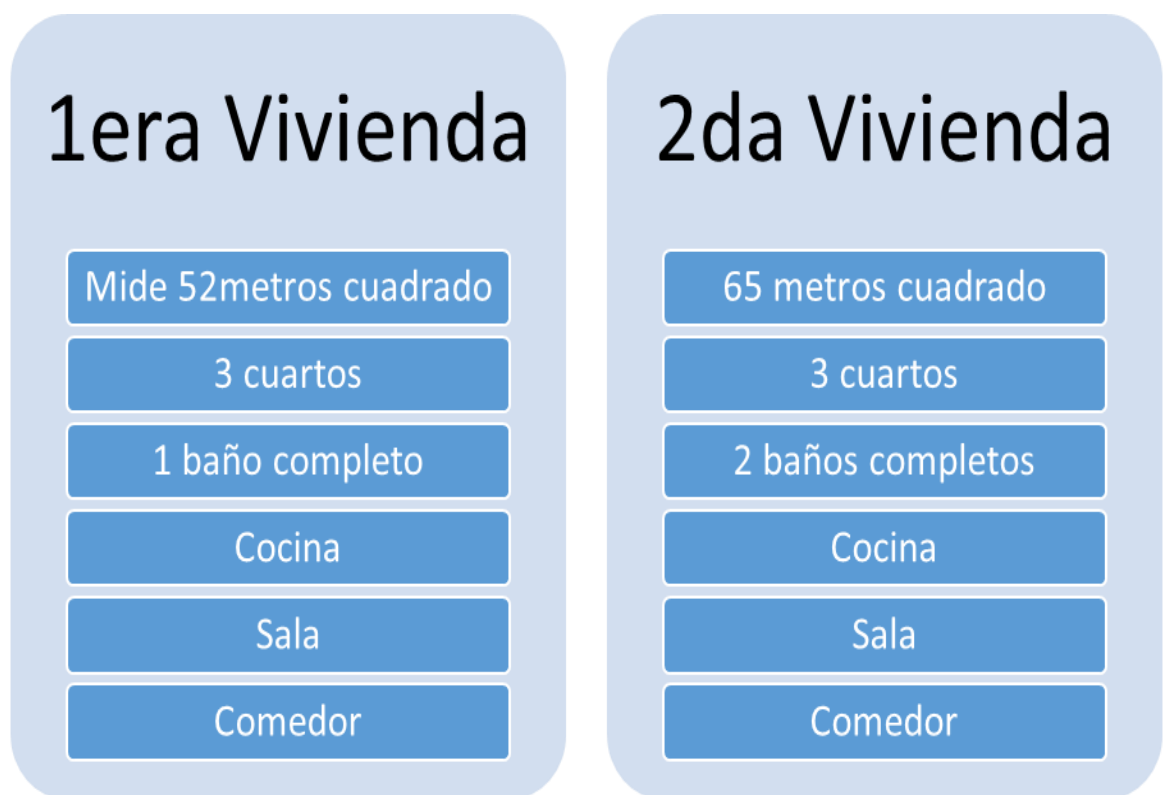 1era Vivienda
Mide 52metros cuadrado
3 cuartos
1 baño completo
Cocina
Sala
Comedor
2da Vivienda
65 metros cuadrado
3 cuartos
2 baños completos
Cocina
Sala
Comedor